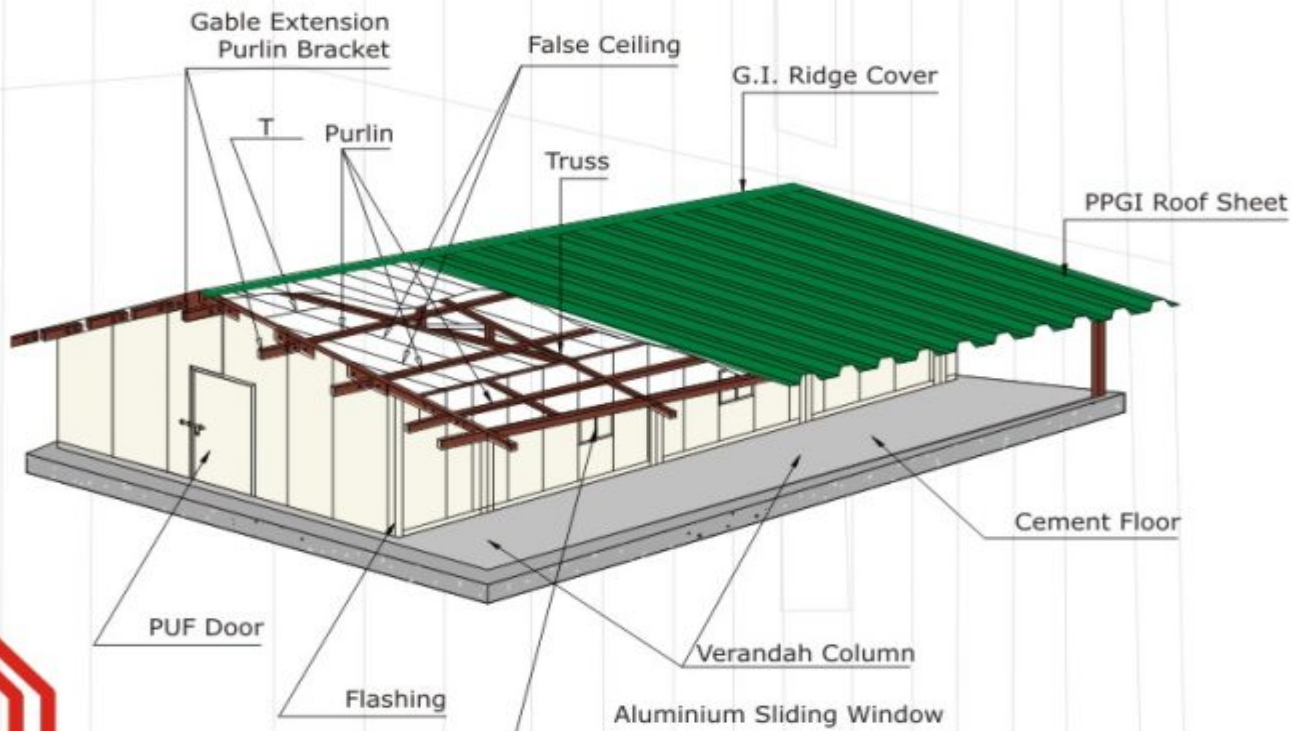 Gable Extension
Purlin Bracket
False Ceiling
G.I. Ridge Cover
T
Purlin
Truss
PPGI Roof Sheet
Cement Floor
PUF Door
Verandah Column
Flashing
Aluminium Sliding Window